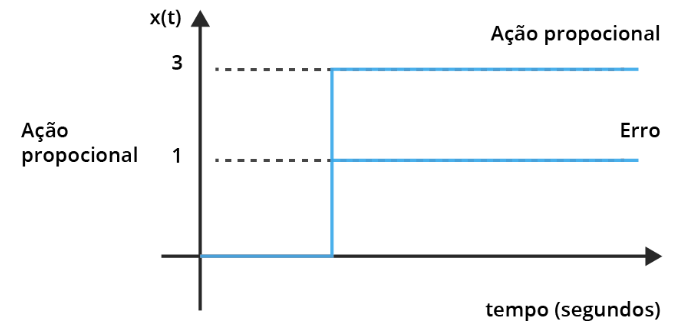 x(t)
Ação propocional
3
Ação
propocional
1
Erro
tempo (segundos)